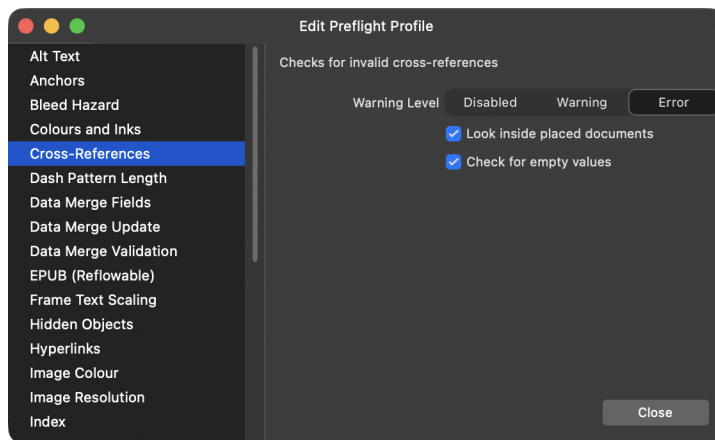 Edit Preflight Profile
Alt Text
Anchors
Bleed Hazard
Colours and Inks
Cross-References
Dash Pattern Length
Data Merge Fields
Data Merge Update
Data Merge Validation
EPUB (Reflowable)
Frame Text Scaling
Hidden Objects
Hyperlinks
Image Colour
Image Resolution
Index
Checks for invalid cross-references
Warning Level Disabled Warning Error
Look inside placed documents
Check for empty values
Close